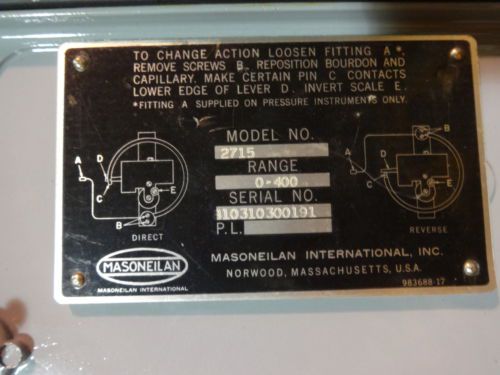 TO CHANGE ACTION LOOSEN FITTING A*,
REMOVE SCREWS B, REPOSITION BOURDON AND
CAPILLARY. MAKE CERTAIN PIN C CONTACTS
LOWER EDGE OF LEVER D. INVERT SCALE E.
*FITTING A SUPPLIED ON PRESSURE INSTRUMENTS ONLY.
MODEL NO.
2715
RANGE
0-400
SERIAL NO.
N10310300191
P.L.
A
D
C
E
B
DIRECT
B
A
D
C
E
REVERSE
MASONEILAN
MASONEILAN INTERNATIONAL
MASONEILAN INTERNATIONAL, INC.
NORWOOD, MASSACHUSETTS, U.S.A.
983688-17